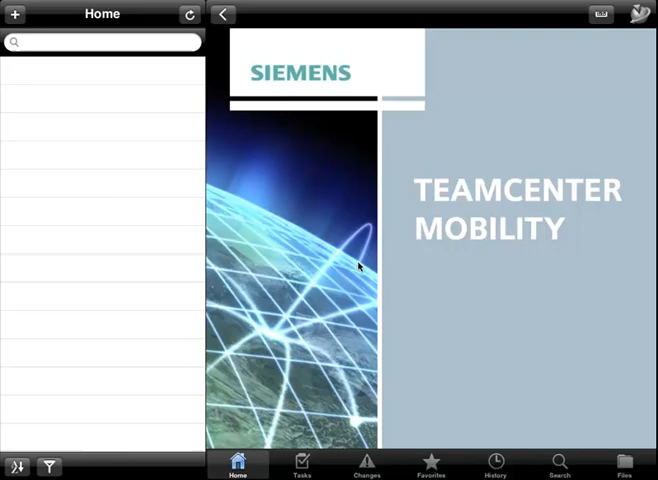 Home
SIEMENS
TEAMCENTER
MOBILITY
Home
Tasks
Changes
Favorites
History
Search
Files